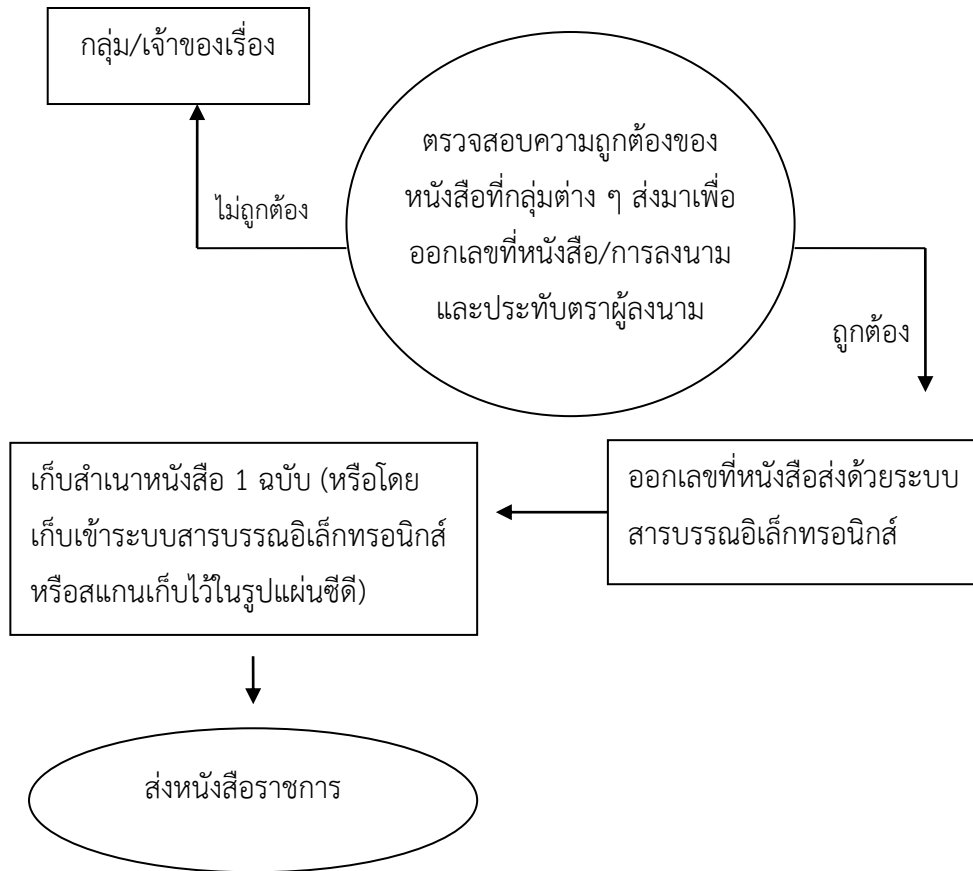 กลุ่ม/เจ้าของเรื่อง
ตรวจสอบความถูกต้องของ
หนังสือที่กลุ่มต่าง ๆ ส่งมาเพื่อ
ออกเลขที่หนังสือ/การลงนาม
และประทับตราผู้ลงนาม
ไม่ถูกต้อง
ถูกต้อง
ออกเลขที่หนังสือส่งด้วยระบบ
สารบรรณอิเล็กทรอนิกส์
เก็บสำเนาหนังสือ 1 ฉบับ (หรือโดย
เก็บเข้าระบบสารบรรณอิเล็กทรอนิกส์
หรือสแกนเก็บไว้ในรูปแผ่นซีดี)
ส่งหนังสือราชการ